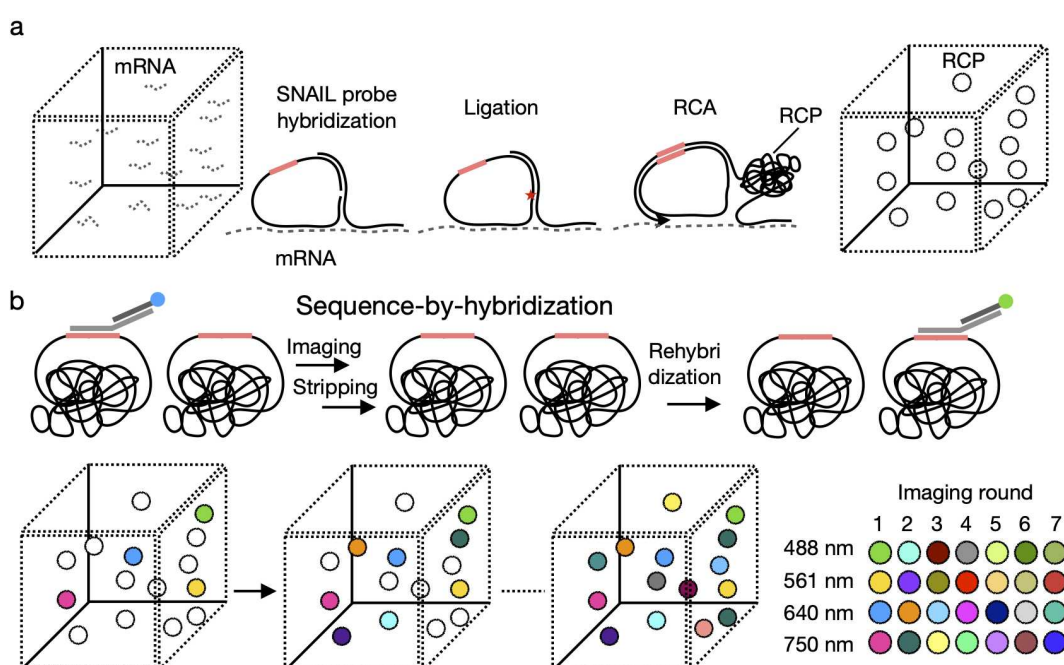 a
mRNA
SNAIL probe
hybridization
Ligation
RCA
RCP
RCP
mRNA
b
Sequence-by-hybridization
Imaging
Stripping
Rehybri
dization
Imaging round
1 2 3 4 5 6 7
488 nm
561 nm
640 nm
750 nm